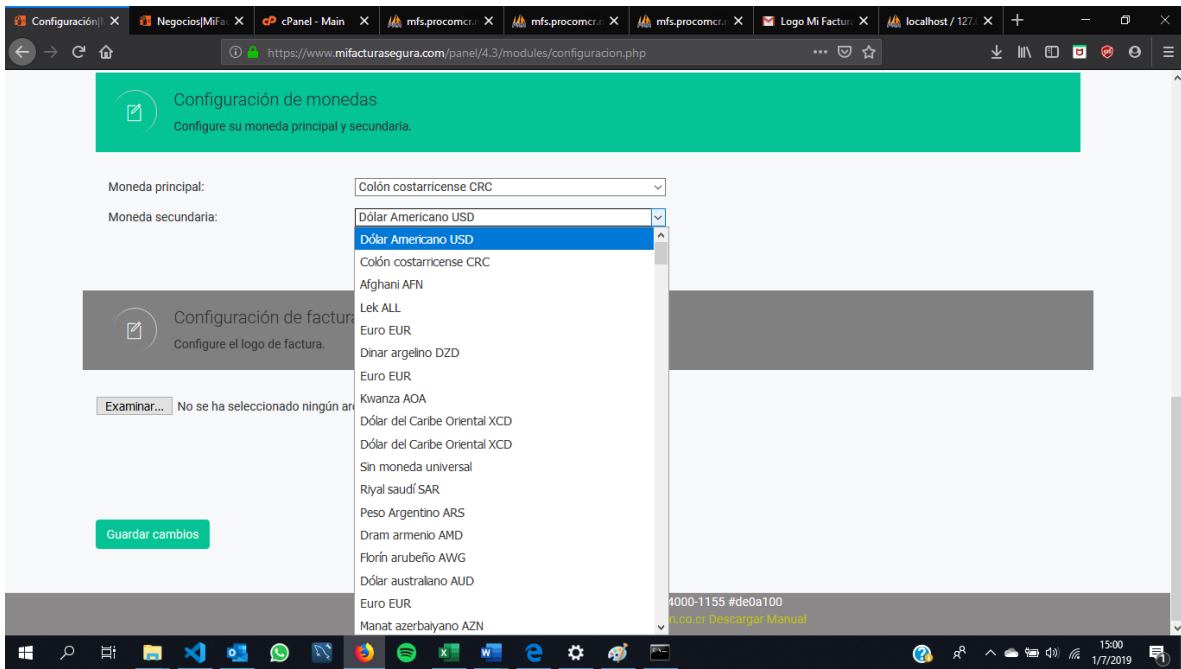 Configuración|
Negocios|MiFac
cPanel - Main
mfs.procomcr.
mfs.procomcr.
mfs.procomcr.
Logo Mi Factur
localhost / 127.
https://www.mifacturasegura.com/panel/4.3/modules/configuracion.php
Configuración de monedas
Configure su moneda principal y secundaria.
Moneda principal:
Colón costarricense CRC
Moneda secundaria:
Dólar Americano USD
Dólar Americano USD
Colón costarricense CRC
Afghani AFN
Lek ALL
Euro EUR
Dinar argelino DZD
Euro EUR
Kwanza AOA
Dólar del Caribe Oriental XCD
Dólar del Caribe Oriental XCD
Sin moneda universal
Riyal saudí SAR
Peso Argentino ARS
Dram armenio AMD
Florín arubeño AWG
Dólar australiano AUD
Euro EUR
Manat azerbaiyano AZN
Configuración de factur
Configure el logo de factura.
Examinar... No se ha seleccionado ningún ar
Guardar cambios
4000-1155 #de0a100
n.co.cr Descargar Manual
15:00
1/7/2019